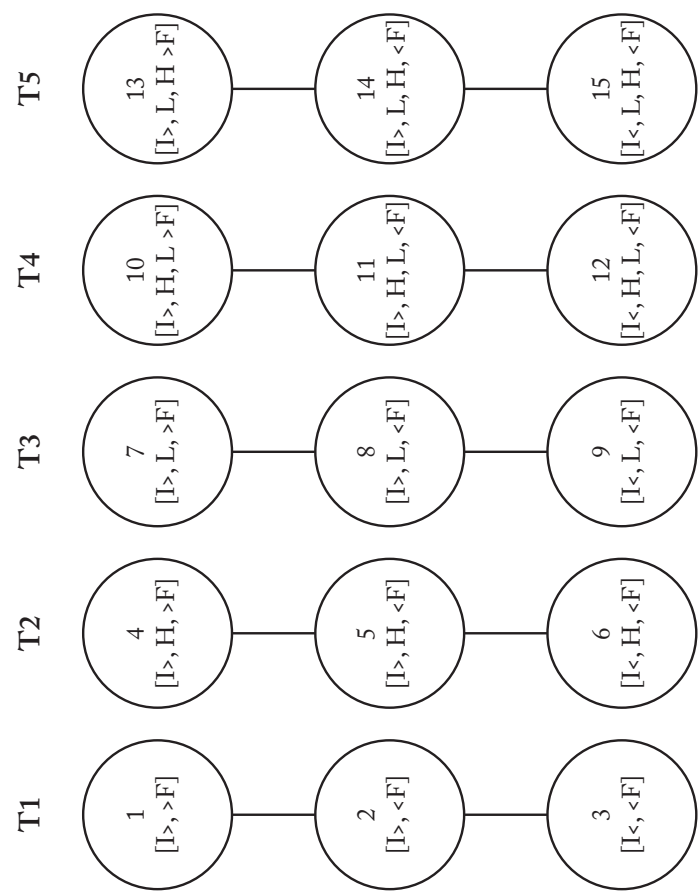 T1 T2 T3 T4 T5
1 4 7 10 13
[I>, >F] [I>, H, >F] [I>, L, >F] [I>, H, L >F] [I>, L, H >F]
2 5 8 11 14
[I>, <F] [I>, H, <F] [I>, L, <F] [I>, H, L, <F] [I>, L, H, <F]
3 6 9 12 15
[I<, <F] [I<, H, <F] [I<, L, <F] [I<, H, L, <F] [I<, L, H, <F]